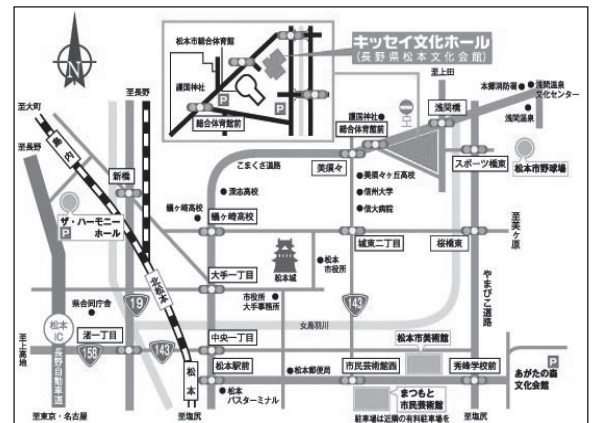 松本市総合体育館
護国神社
P
総合体育館前
P
キッセイ文化ホール
(長野県松本文化会館)
N
至大町
至長野
至長野
至上田
浅間橋
本郷消防署
浅間温泉
文化センター
浅間温泉
護国神社
総合体育館前
スポーツ橋東
松本市野球場
新橋
こまくさ道路
美須々
深志高校
蟻ヶ崎高校
蟻ヶ崎高校
美須々ヶ丘高校
信州大学
信大病院
至美ヶ原
ザ・ハーモニー
ホール
P
北松本
大手一丁目
松本城
松本
市役所
城東二丁目
桜橋東
やまびこ道路
県合同庁舎
19
市役所
大手事務所
143
女鳥羽川
松本
IC
渚一丁目
中央一丁目
松本市美術館
至上高地
158
143
長野自動車道
松本
松本駅前
松本郵便局
市民芸術館西
秀峰学校前
P
あがたの森
文化会館
松本
バスターミナル
まつもと
市民芸術館
至東京・名古屋
至塩尻
駐車場は近隣の有料駐車場を
至塩尻